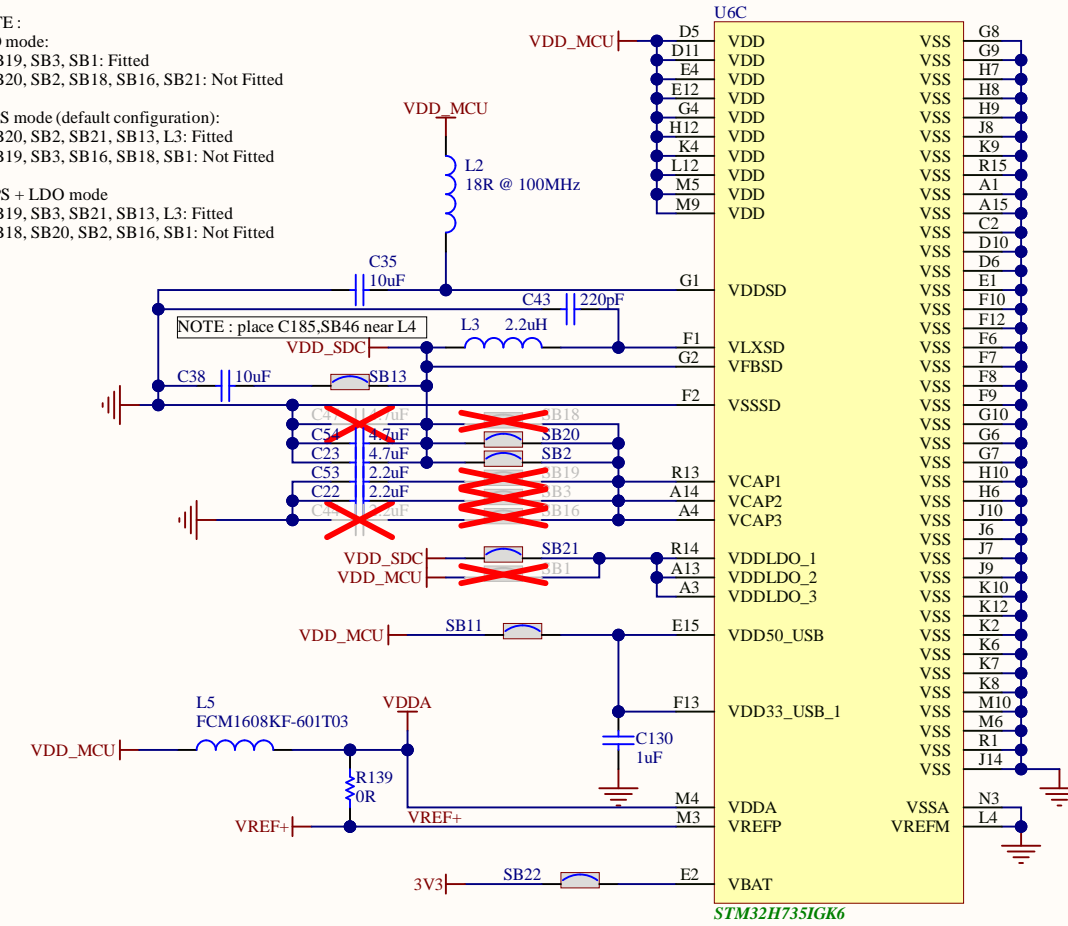 U6C
TE :
O mode:
B19, SB3, SB1: Fitted
B20, SB2, SB18, SB16, SB21: Not Fitted
S mode (default configuration):
B20, SB2, SB21, SB13, L3: Fitted
B19, SB3, SB16, SB18, SB1: Not Fitted
S + LDO mode
B19, SB3, SB21, SB13, L3: Fitted
B18, SB20, SB2, SB16, SB1: Not Fitted
VDD_MCU
D5 VDD VSS G8
D11 VDD VSS G9
E4 VDD VSS H7
E12 VDD VSS H8
G4 VDD VSS H9
H12 VDD VSS J8
K4 VDD VSS K9
L12 VDD VSS R15
M5 VDD VSS A1
M9 VDD VSS A15
VSS C2
VSS D10
VSS D6
VDD_MCU
L2
18R @ 100MHz
C35
10uF
G1 VDDSD VSS E1
C43 220pF
VSS F10
VSS F12
NOTE : place C185,SB46 near L4
L3 2.2uH
VDD_SDC
F1 VLXSD VSS F6
G2 VFBSD VSS F7
C38 10uF SB13
VSS F8
F2 VSSSD VSS F9
SB18
VSS G10
C54 4.7uF SB20
VSS G6
C23 4.7uF SB2
VSS G7
C53 2.2uF SB19
R13 VCAP1 VSS H10
C22 2.2uF SB3
A14 VCAP2 VSS H6
SB16
A4 VCAP3 VSS J10
VSS J6
VDD_SDC SB21
R14 VDDLDO_1 VSS J7
VDD_MCU SB1
A13 VDDLDO_2 VSS J9
A3 VDDLDO_3 VSS K10
VSS K12
VDD_MCU SB11
E15 VDD50_USB VSS K2
VSS K6
VSS K7
VSS K8
F13 VDD33_USB_1 VSS M10
VSS M6
VSS R1
VSS J14
C130
1uF
L5
FCM1608KF-601T03
VDDA
VDD_MCU
R139
0R
M4 VDDA VSSA N3
VREF+ VREF+
M3 VREFP VREFM L4
3V3 SB22
E2 VBAT
STM32H735IGK6